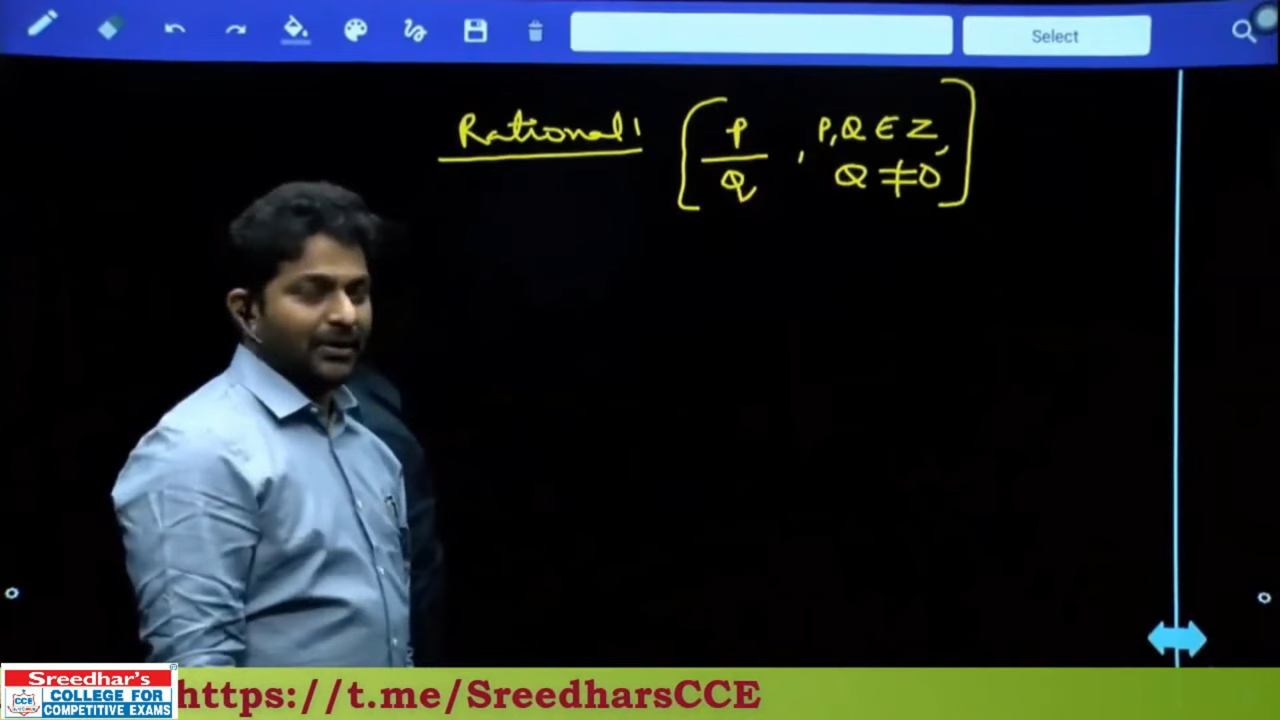 Select
Rational:
P/Q , P,Q ∈ Z,
Q ≠ 0
Sreedhar's
CCE
COLLEGE FOR
COMPETITIVE EXAMS
https://t.me/SreedharsCCE